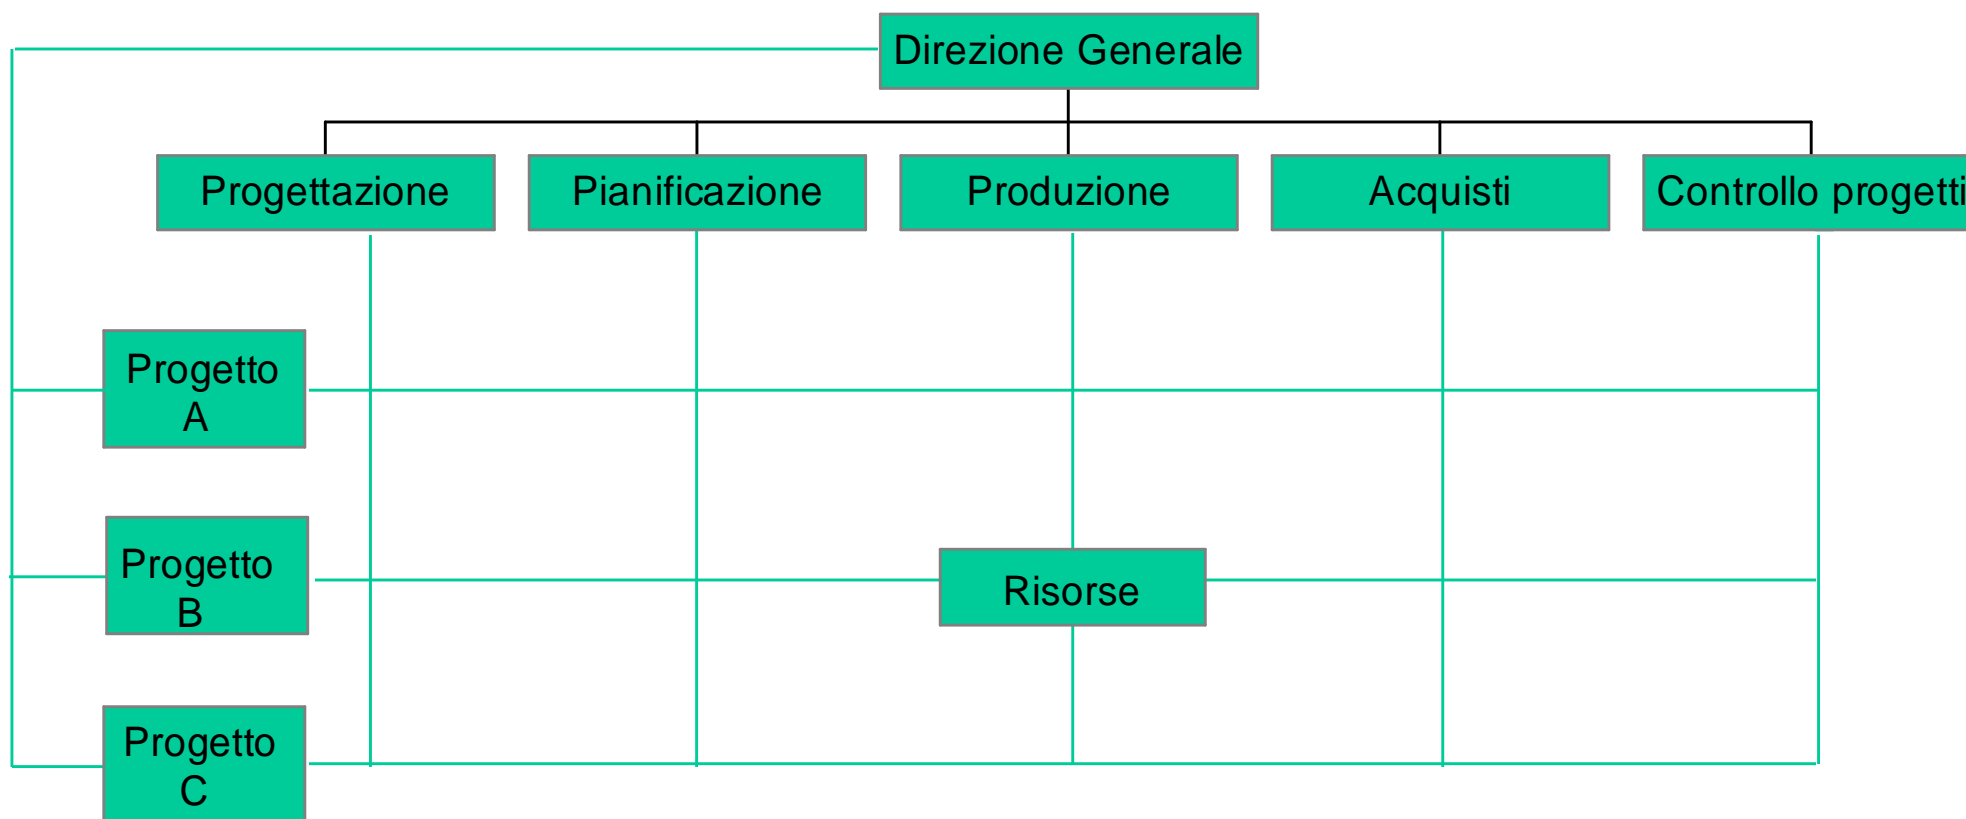 Direzione Generale
Progettazione
Pianificazione
Produzione
Acquisti
Controllo progetti
Progetto
A
Progetto
B
Risorse
Progetto
C